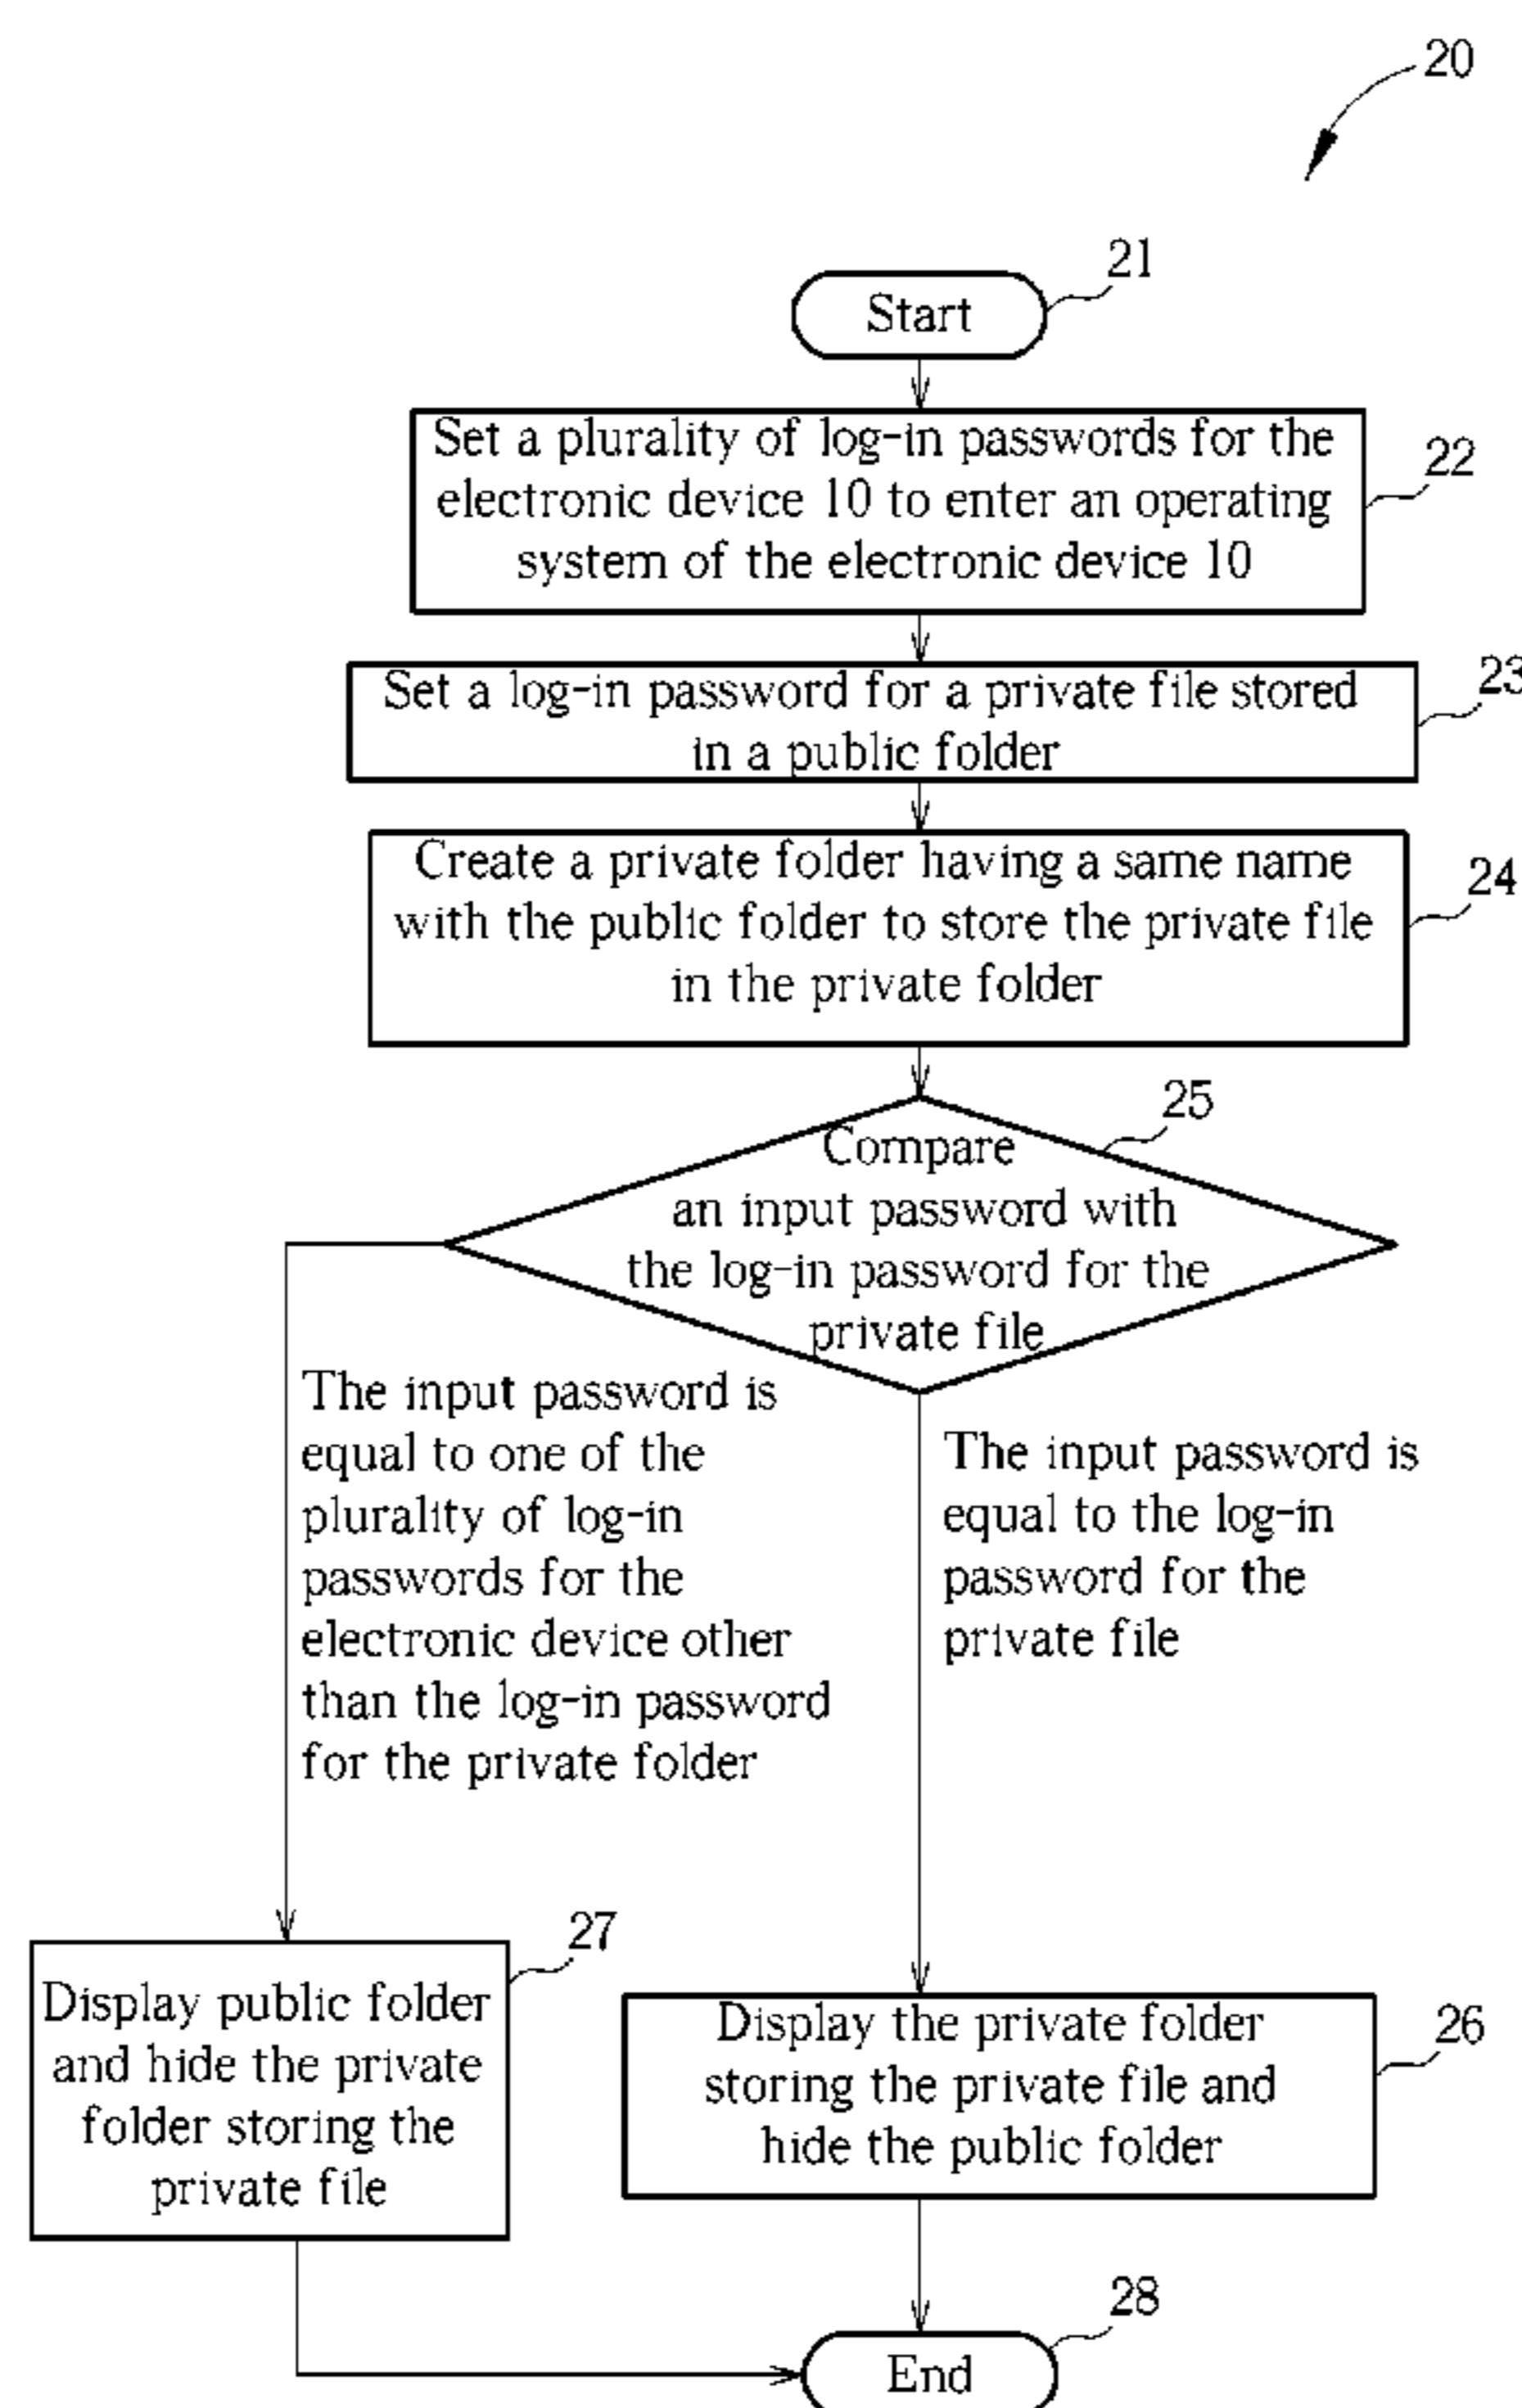 20
21
Start
Set a plurality of log-in passwords for the
electronic device 10 to enter an operating
system of the electronic device 10
22
Set a log-in password for a private file stored
in a public folder
23
Create a private folder having a same name
with the public folder to store the private file
in the private folder
24
25
Compare
an input password with
the log-in password for the
private file
The input password is
equal to one of the
plurality of log-in
passwords for the
electronic device other
than the log-in password
for the private folder
The input password is
equal to the log-in
password for the
private file
27
Display public folder
and hide the private
folder storing the
private file
Display the private folder
storing the private file and
hide the public folder
26
28
End